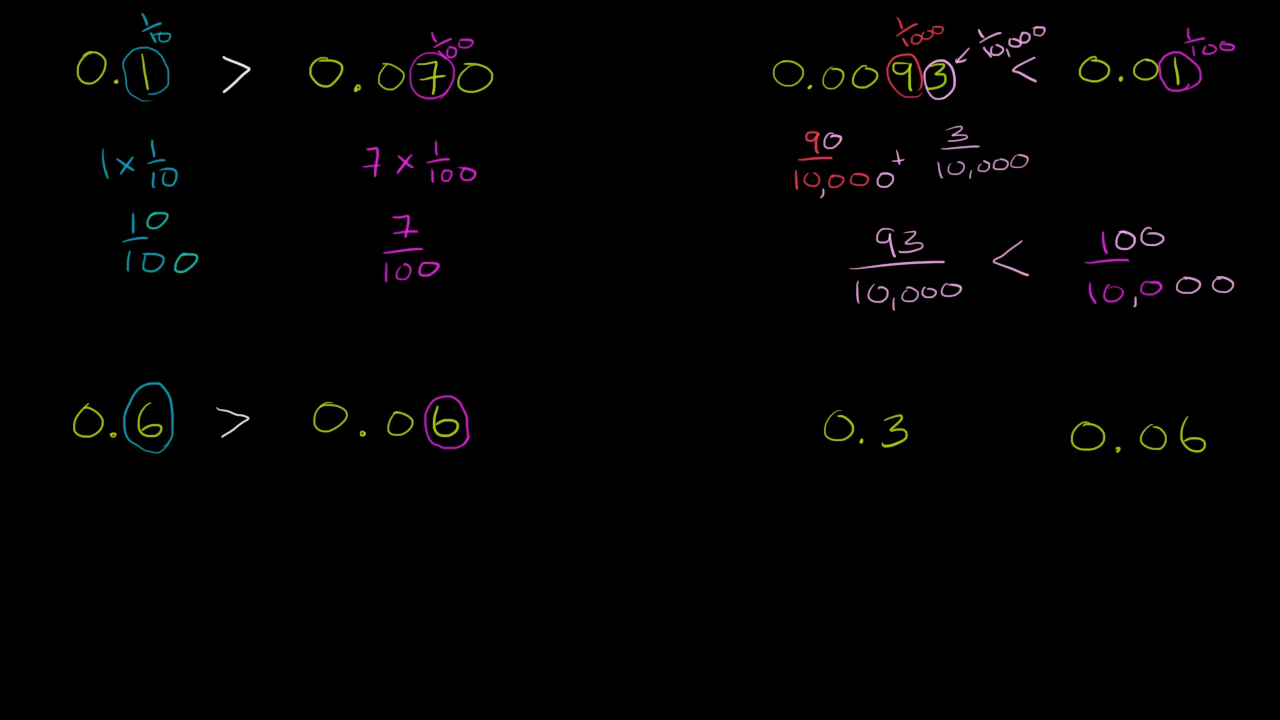 1/10
0.1 > 0.070
1/100
1 × 1/10
7 × 1/100
10/100
7/100
1/1000
1/10,000
0.0093 < 0.01
1/100
90/10,000 + 3/10,000
93/10,000 < 100/10,000
0.6 > 0.06
0.3 0.06